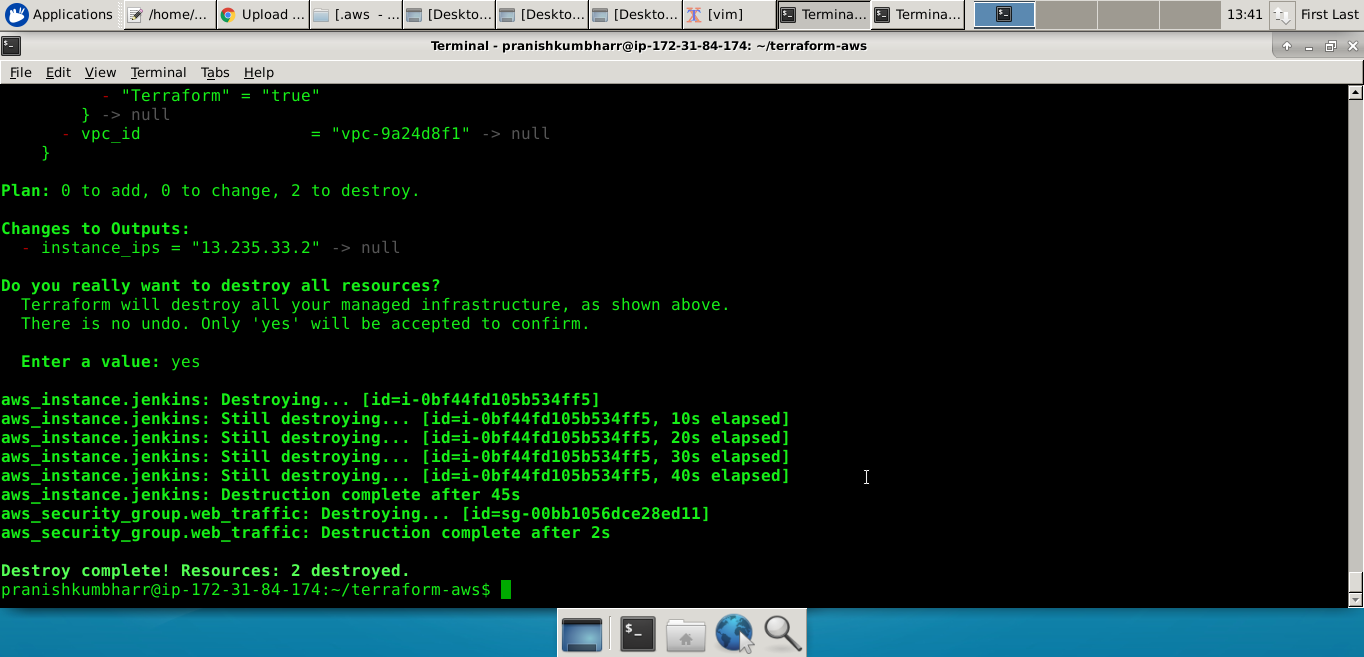 Applications
/home/...
Upload ...
[.aws - ...
[Deskto...
[Deskto...
[Deskto...
[vim]
Termina...
Termina...
13:41
First Last
Terminal - pranishkumbharr@ip-172-31-84-174: ~/terraform-aws
File Edit View Terminal Tabs Help
- "Terraform" = "true"
} -> null
- vpc_id = "vpc-9a24d8f1" -> null
}
Plan: 0 to add, 0 to change, 2 to destroy.
Changes to Outputs:
- instance_ips = "13.235.33.2" -> null
Do you really want to destroy all resources?
Terraform will destroy all your managed infrastructure, as shown above.
There is no undo. Only 'yes' will be accepted to confirm.
Enter a value: yes
aws_instance.jenkins: Destroying... [id=i-0bf44fd105b534ff5]
aws_instance.jenkins: Still destroying... [id=i-0bf44fd105b534ff5, 10s elapsed]
aws_instance.jenkins: Still destroying... [id=i-0bf44fd105b534ff5, 20s elapsed]
aws_instance.jenkins: Still destroying... [id=i-0bf44fd105b534ff5, 30s elapsed]
aws_instance.jenkins: Still destroying... [id=i-0bf44fd105b534ff5, 40s elapsed]
aws_instance.jenkins: Destruction complete after 45s
aws_security_group.web_traffic: Destroying... [id=sg-00bb1056dce28ed11]
aws_security_group.web_traffic: Destruction complete after 2s
Destroy complete! Resources: 2 destroyed.
pranishkumbharr@ip-172-31-84-174:~/terraform-aws$